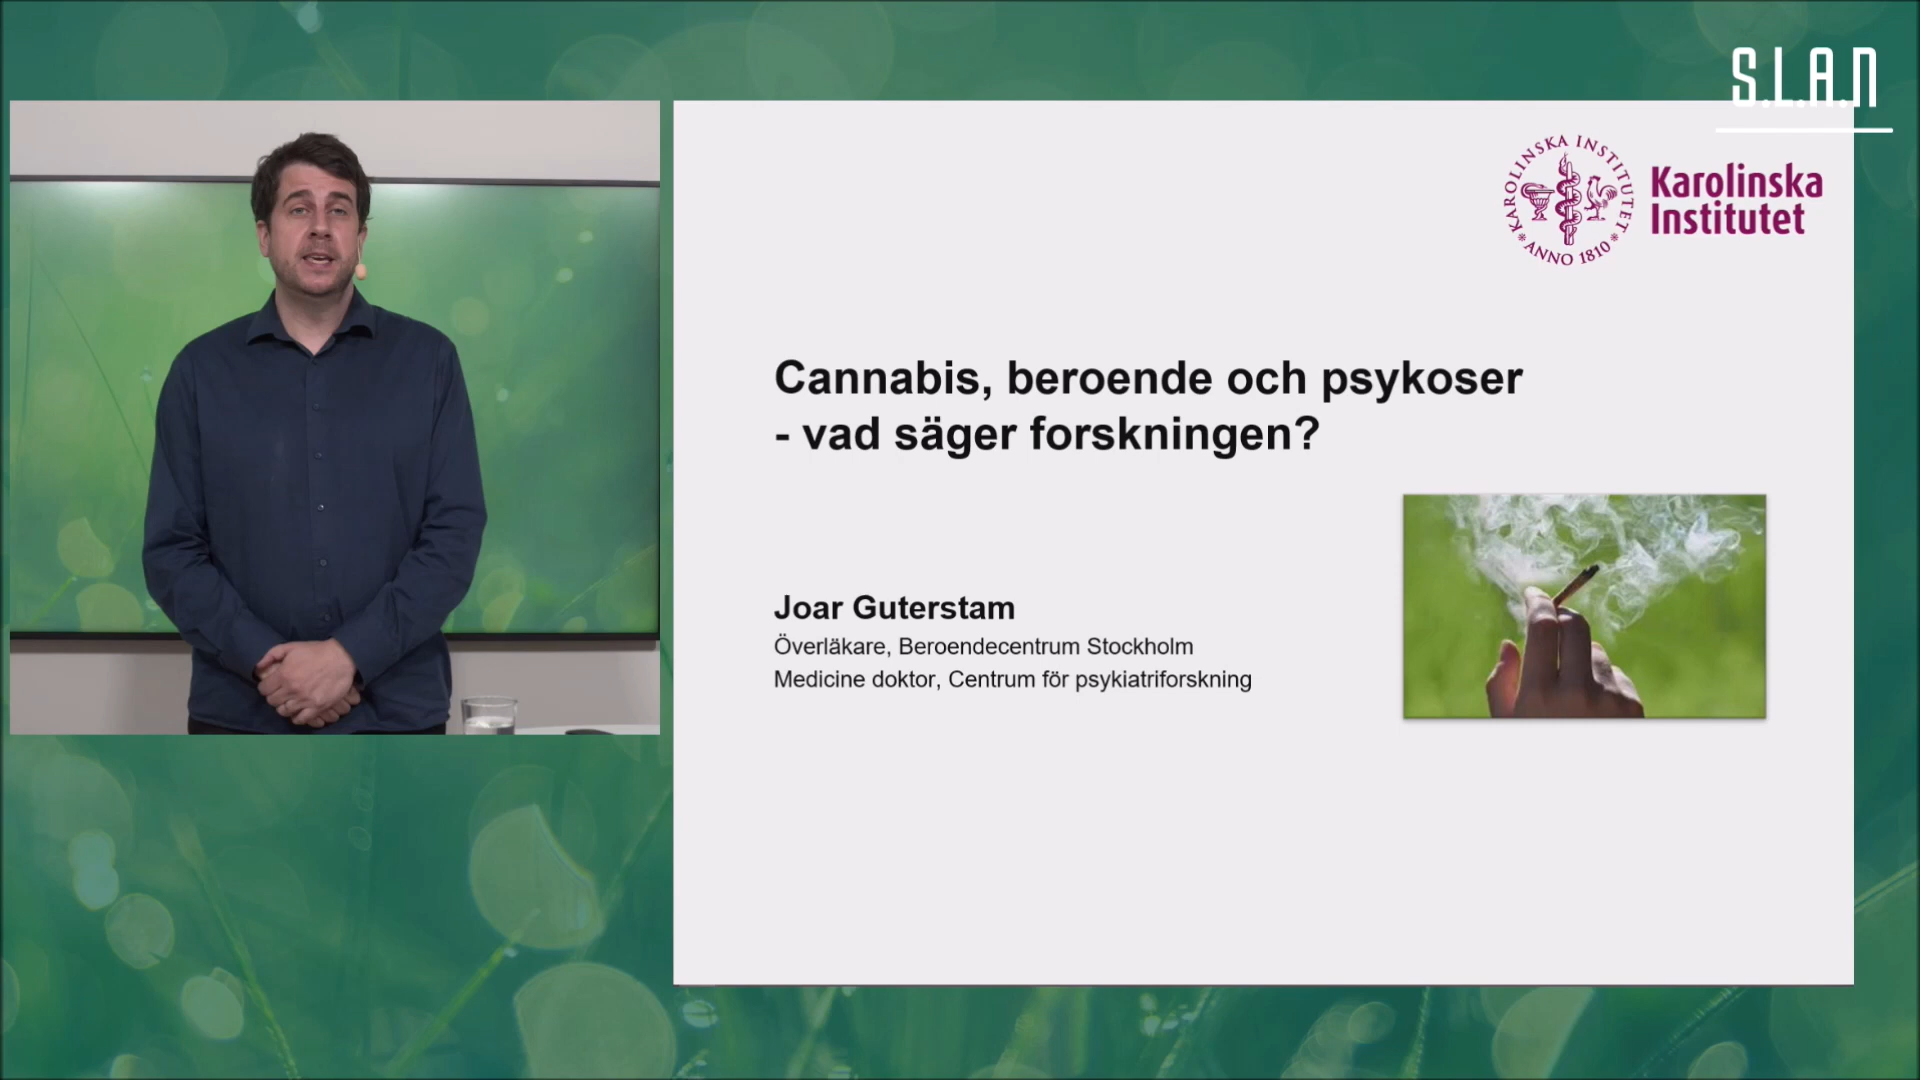 S.L.A.N
KAROLINSKA INSTITUTET
* ANNO 1810 *
Karolinska
Institutet
Cannabis, beroende och psykoser
- vad säger forskningen?
Joar Guterstam
Överläkare, Beroendecentrum Stockholm
Medicine doktor, Centrum för psykiatriforskning